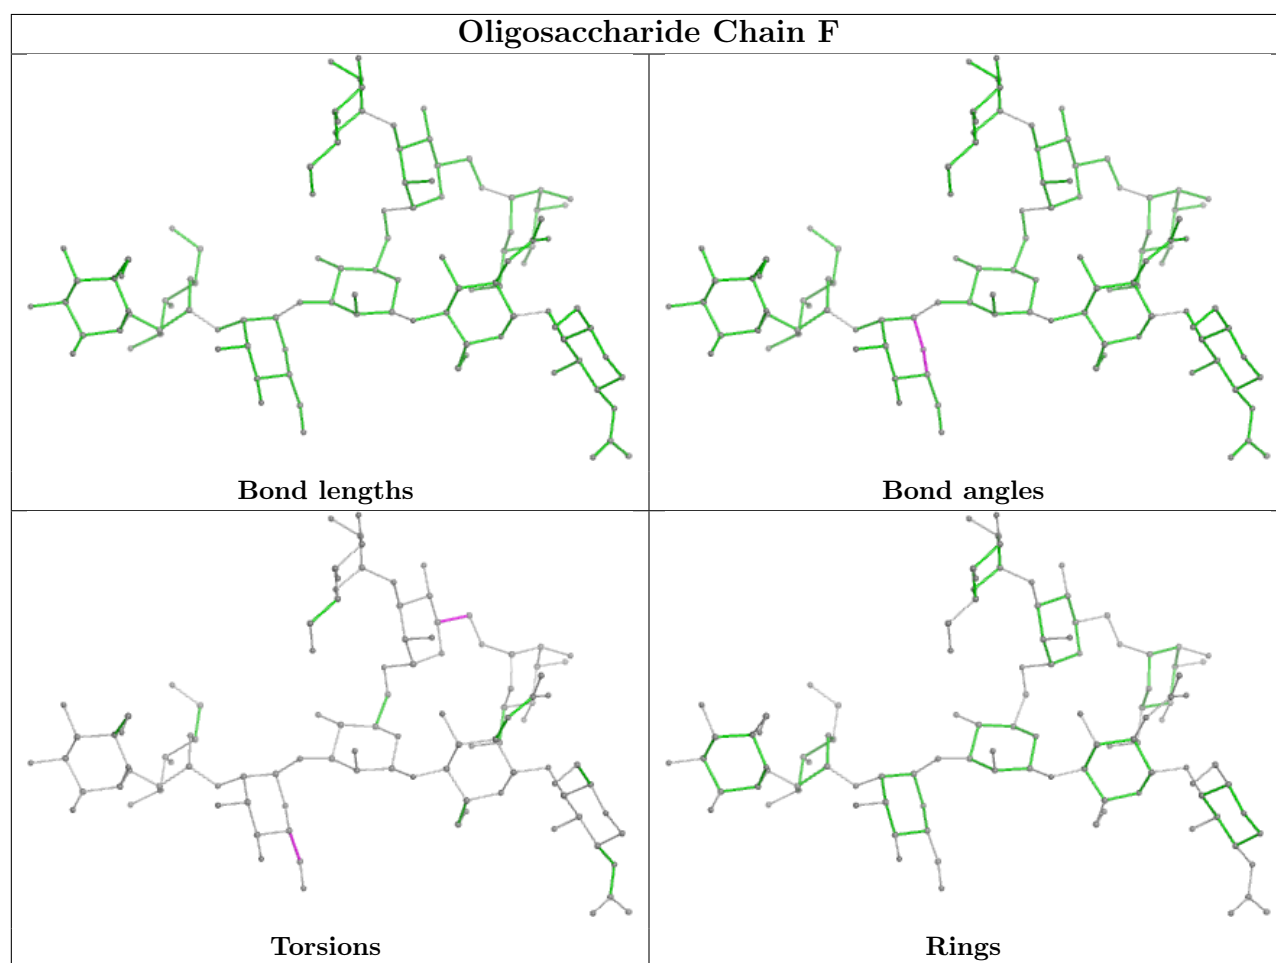 Oligosaccharide Chain F
Bond lengths
Bond angles
Torsions
Rings